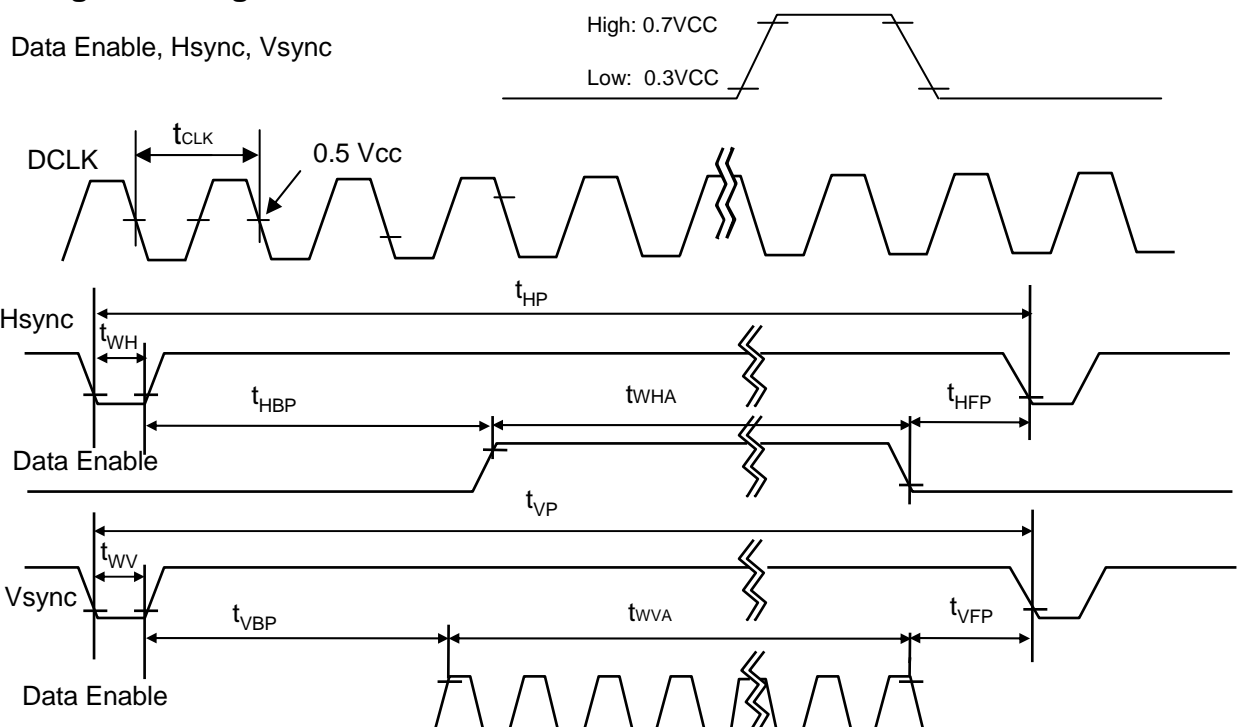 Data Enable, Hsync, Vsync
High: 0.7VCC
Low: 0.3VCC
tCLK
DCLK
0.5 Vcc
tHP
Hsync
tWH
tHBP
tWHA
tHFP
Data Enable
tVP
tWV
Vsync
tVBP
tWVA
tVFP
Data Enable